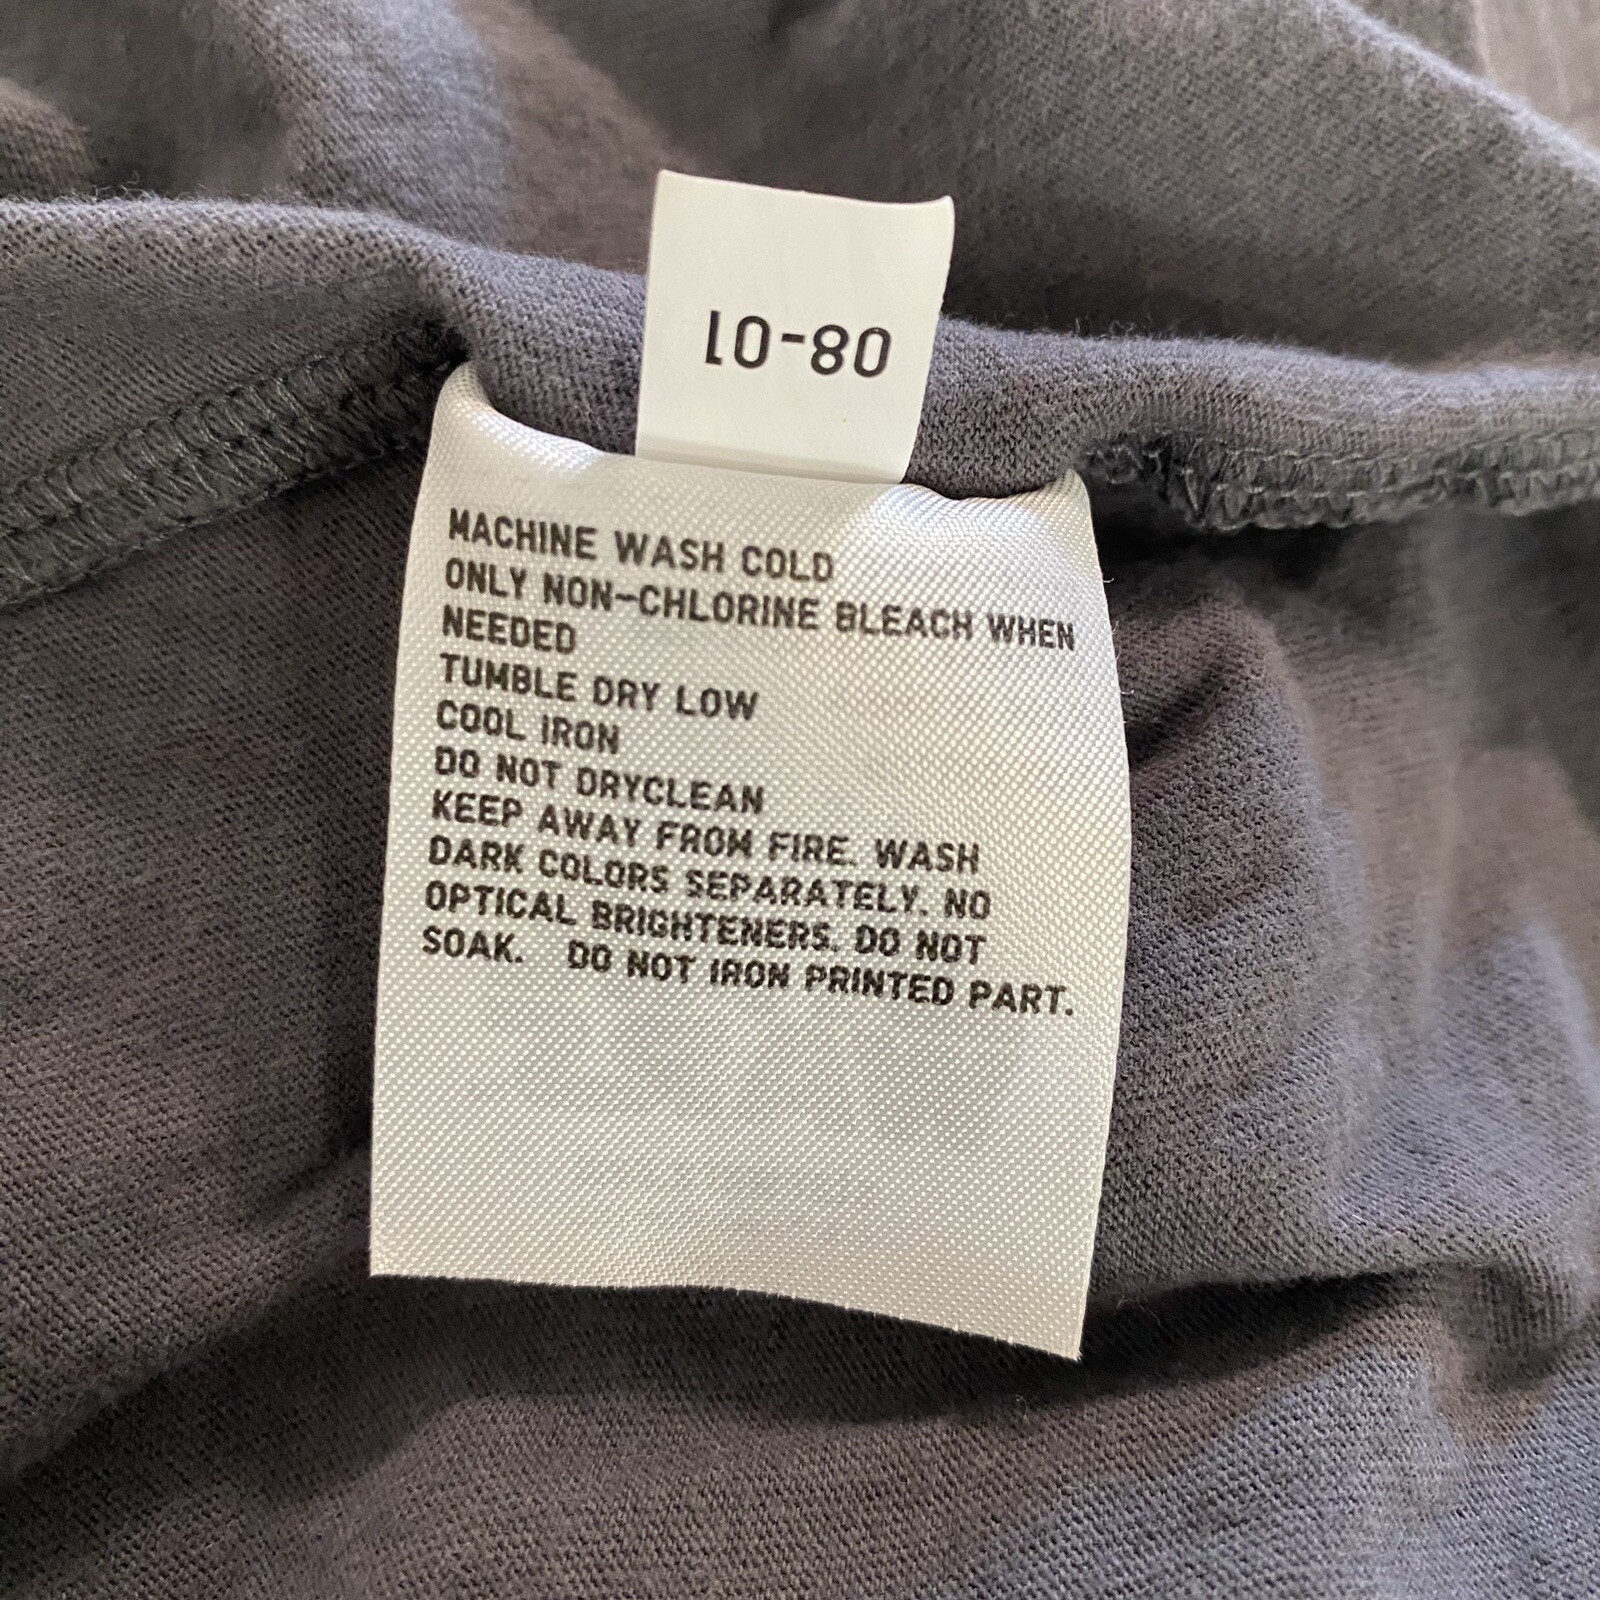 08-01
MACHINE WASH COLD
ONLY NON-CHLORINE BLEACH WHEN
NEEDED
TUMBLE DRY LOW
COOL IRON
DO NOT DRYCLEAN
KEEP AWAY FROM FIRE. WASH
DARK COLORS SEPARATELY. NO
OPTICAL BRIGHTENERS. DO NOT
SOAK. DO NOT IRON PRINTED PART.